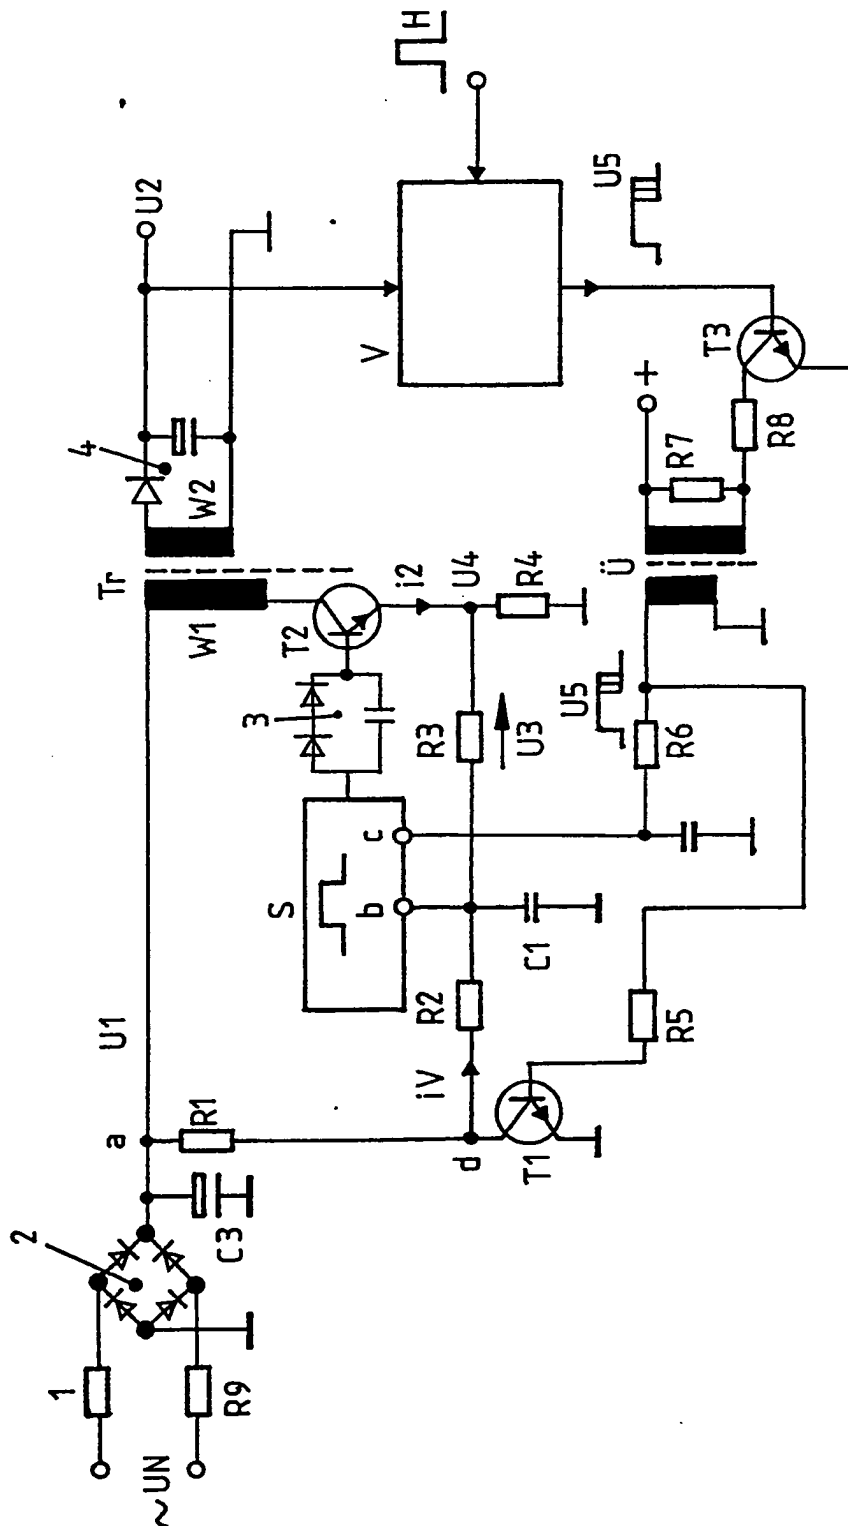 ~UN
1
R9
2
C3
a
R1
U1
d
iV
T1
R2
S
b
c
C1
R5
3
R3
U3
T2
W1
Tr
i2
U4
R4
U5
R6
Ü
4
W2
U2
V
+
R7
R8
T3
U5
H